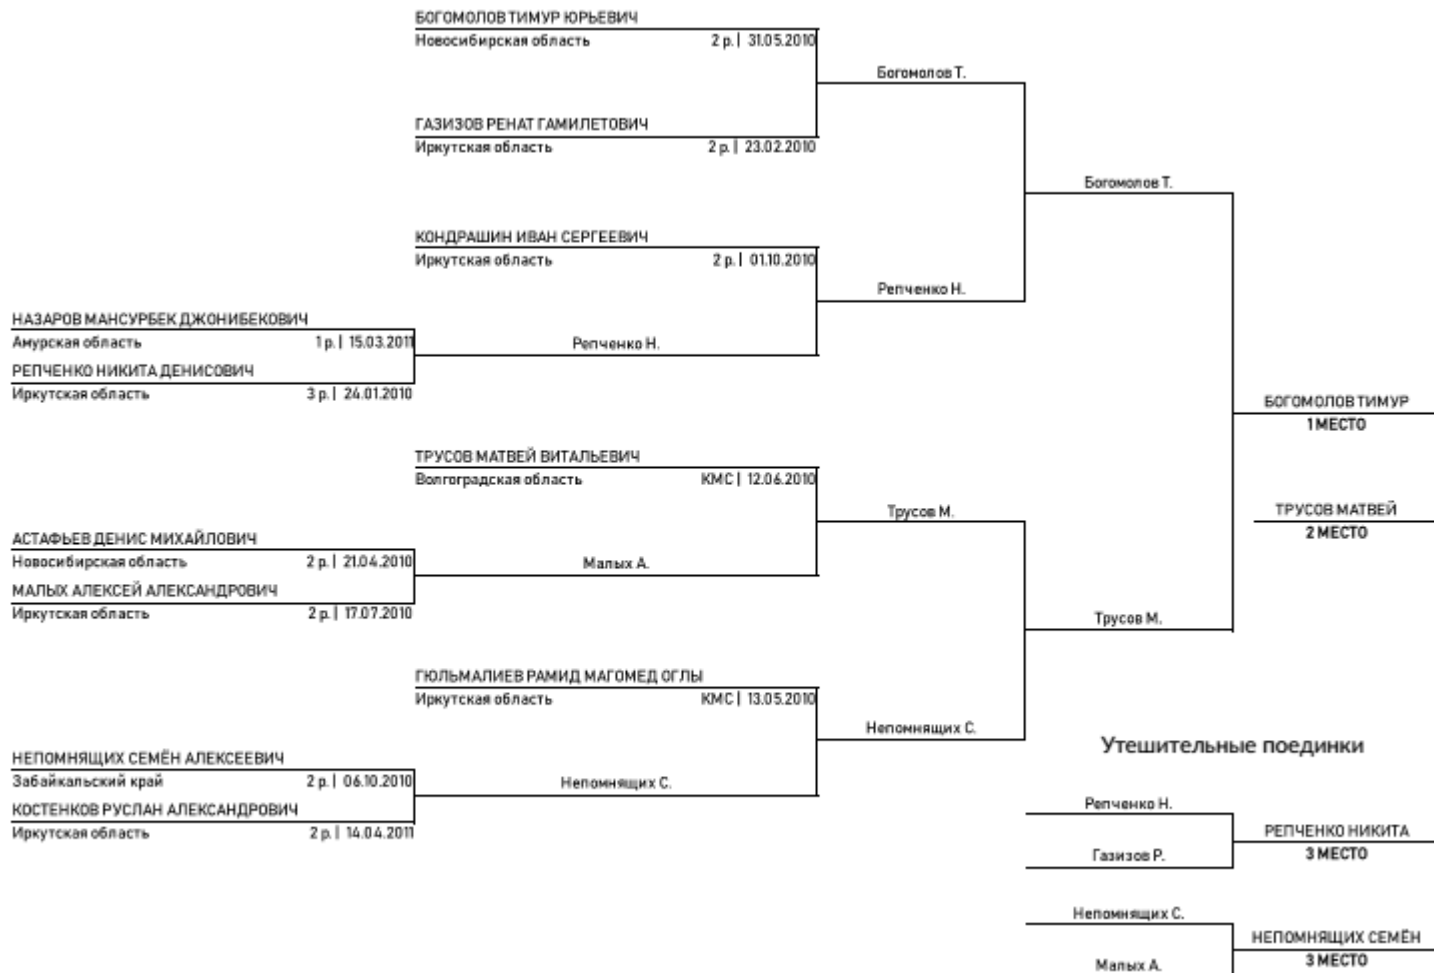 БОГОМОЛОВ ТИМУР ЮРЬЕВИЧ
Новосибирская область 2 р. | 31.05.2010
Богомолов Т.
ГАЗИЗОВ РЕНАТ ГАМИЛЕТОВИЧ
Иркутская область 2 р. | 23.02.2010
Богомолов Т.
КОНДРАШИН ИВАН СЕРГЕЕВИЧ
Иркутская область 2 р. | 01.10.2010
Репченко Н.
НАЗАРОВ МАНСУРБЕК ДЖОНИБЕКОВИЧ
Амурская область 1 р. | 15.03.2011
Репченко Н.
РЕПЧЕНКО НИКИТА ДЕНИСОВИЧ
Иркутская область 3 р. | 24.01.2010
БОГОМОЛОВ ТИМУР
1 МЕСТО
ТРУСОВ МАТВЕЙ ВИТАЛЬЕВИЧ
Волгоградская область КМС | 12.06.2010
Трусов М.
ТРУСОВ МАТВЕЙ
2 МЕСТО
АСТАФЬЕВ ДЕНИС МИХАЙЛОВИЧ
Новосибирская область 2 р. | 21.04.2010
Малых А.
МАЛЫХ АЛЕКСЕЙ АЛЕКСАНДРОВИЧ
Иркутская область 2 р. | 17.07.2010
Трусов М.
ГЮЛЬМАЛИЕВ РАМИД МАГОМЕД ОГЛЫ
Иркутская область КМС | 13.05.2010
Непомнящих С.
Утешительные поединки
НЕПОМНЯЩИХ СЕМЁН АЛЕКСЕЕВИЧ
Забайкальский край 2 р. | 06.10.2010
Непомнящих С.
КОСТЕНКОВ РУСЛАН АЛЕКСАНДРОВИЧ
Иркутская область 2 р. | 14.04.2011
Репченко Н.
РЕПЧЕНКО НИКИТА
3 МЕСТО
Газизов Р.
Непомнящих С.
НЕПОМНЯЩИХ СЕМЁН
3 МЕСТО
Малых А.